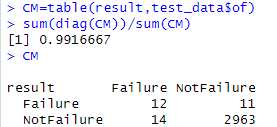 > CM=table(result,test_data$of)
> sum(diag(CM))/sum(CM)
[1] 0.9916667
> CM
result       Failure NotFailure
  Failure         12         11
  NotFailure      14       2963